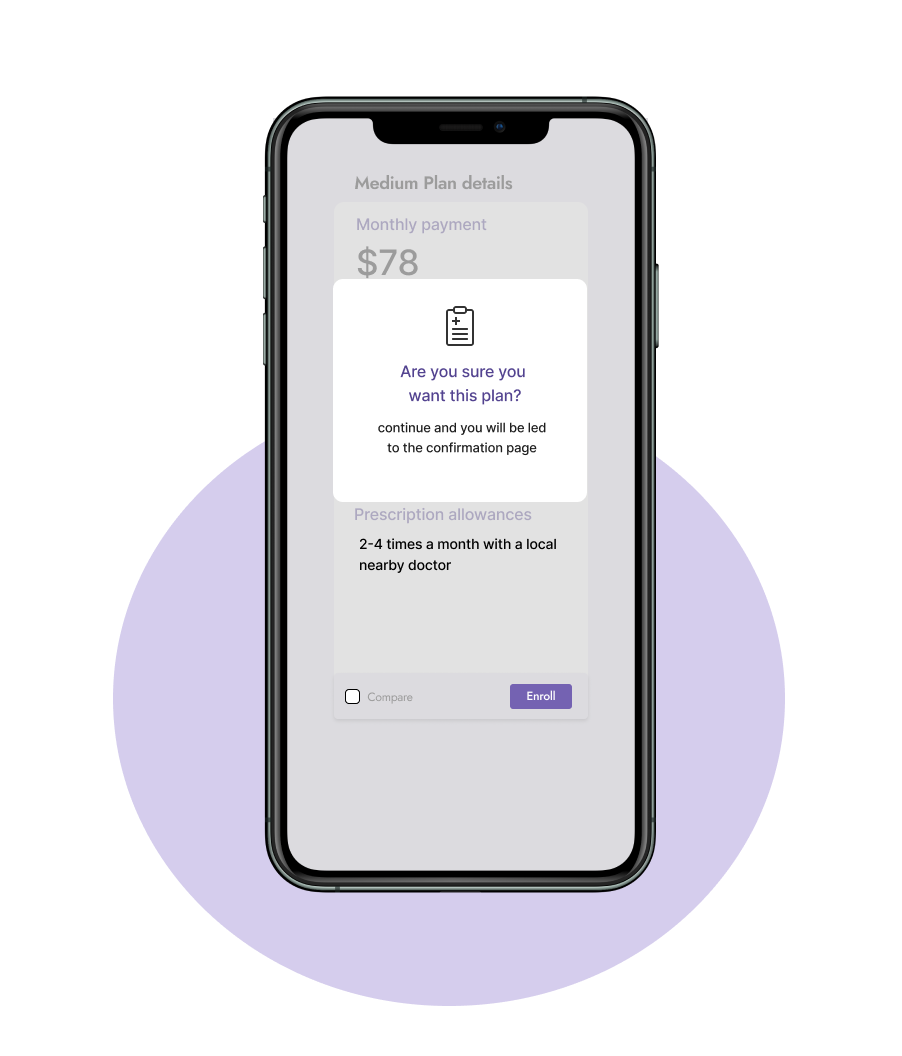 Medium Plan details
Monthly payment
$78
Are you sure you
want this plan?
continue and you will be led
to the confirmation page
Prescription allowances
2-4 times a month with a local
nearby doctor
Compare
Enroll